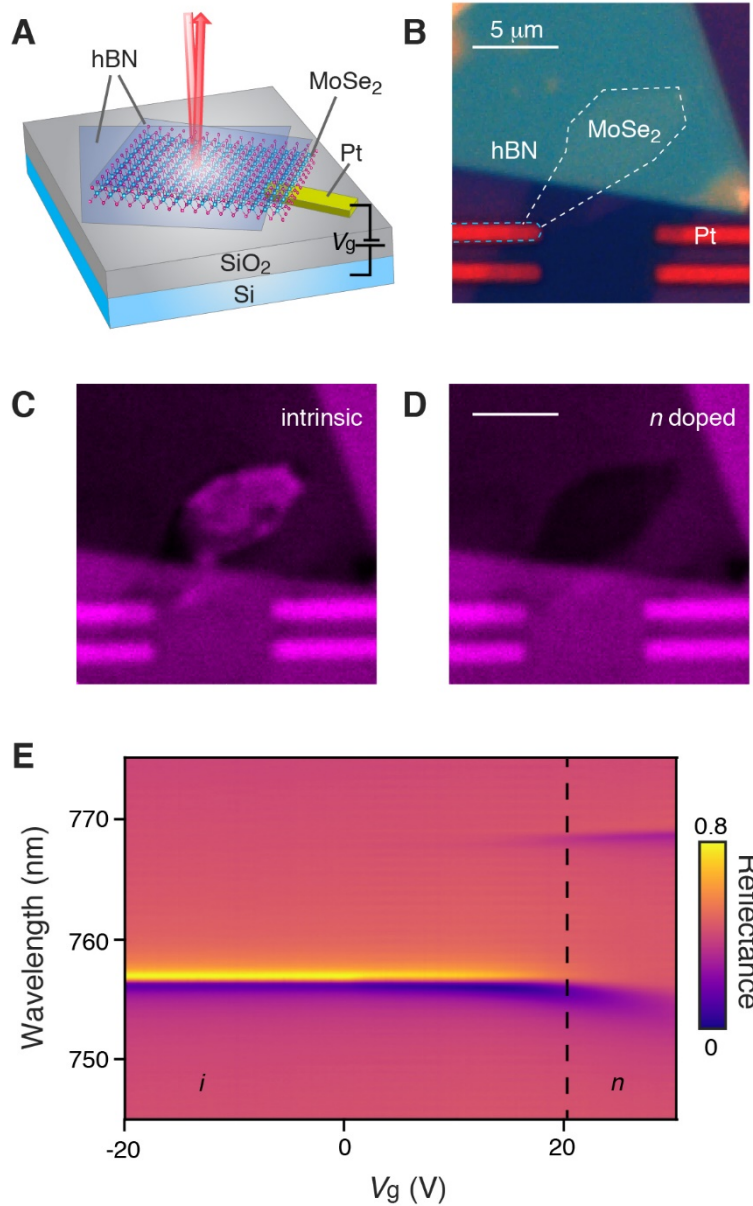 A
hBN
MoSe₂
Pt
Vg
SiO₂
Si
B
5 μm
MoSe₂
hBN
Pt
C
intrinsic
D
n doped
E
770
760
750
Wavelength (nm)
i
n
-20
0
20
Vg (V)
0.8
0
Reflectance